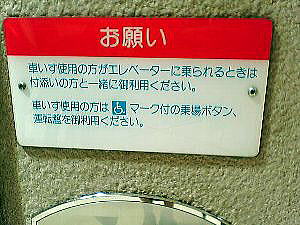 お願い
車いす使用の方がエレベーターに乗られるときは
付添いの方と一緒に御利用ください。
車いす使用の方は マーク付の乗場ボタン、
運転盤を御利用ください。